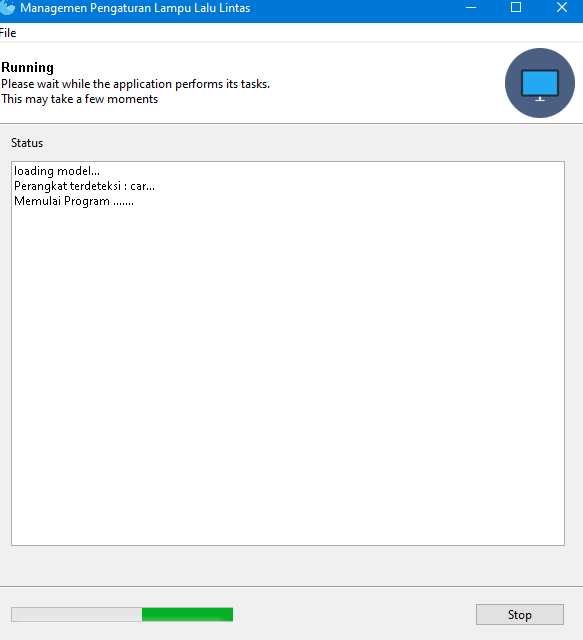 Managemen Pengaturan Lampu Lalu Lintas
File
Running
Please wait while the application performs its tasks.
This may take a few moments
Status
loading model...
Perangkat terdeteksi : car...
Memulai Program .......
Stop